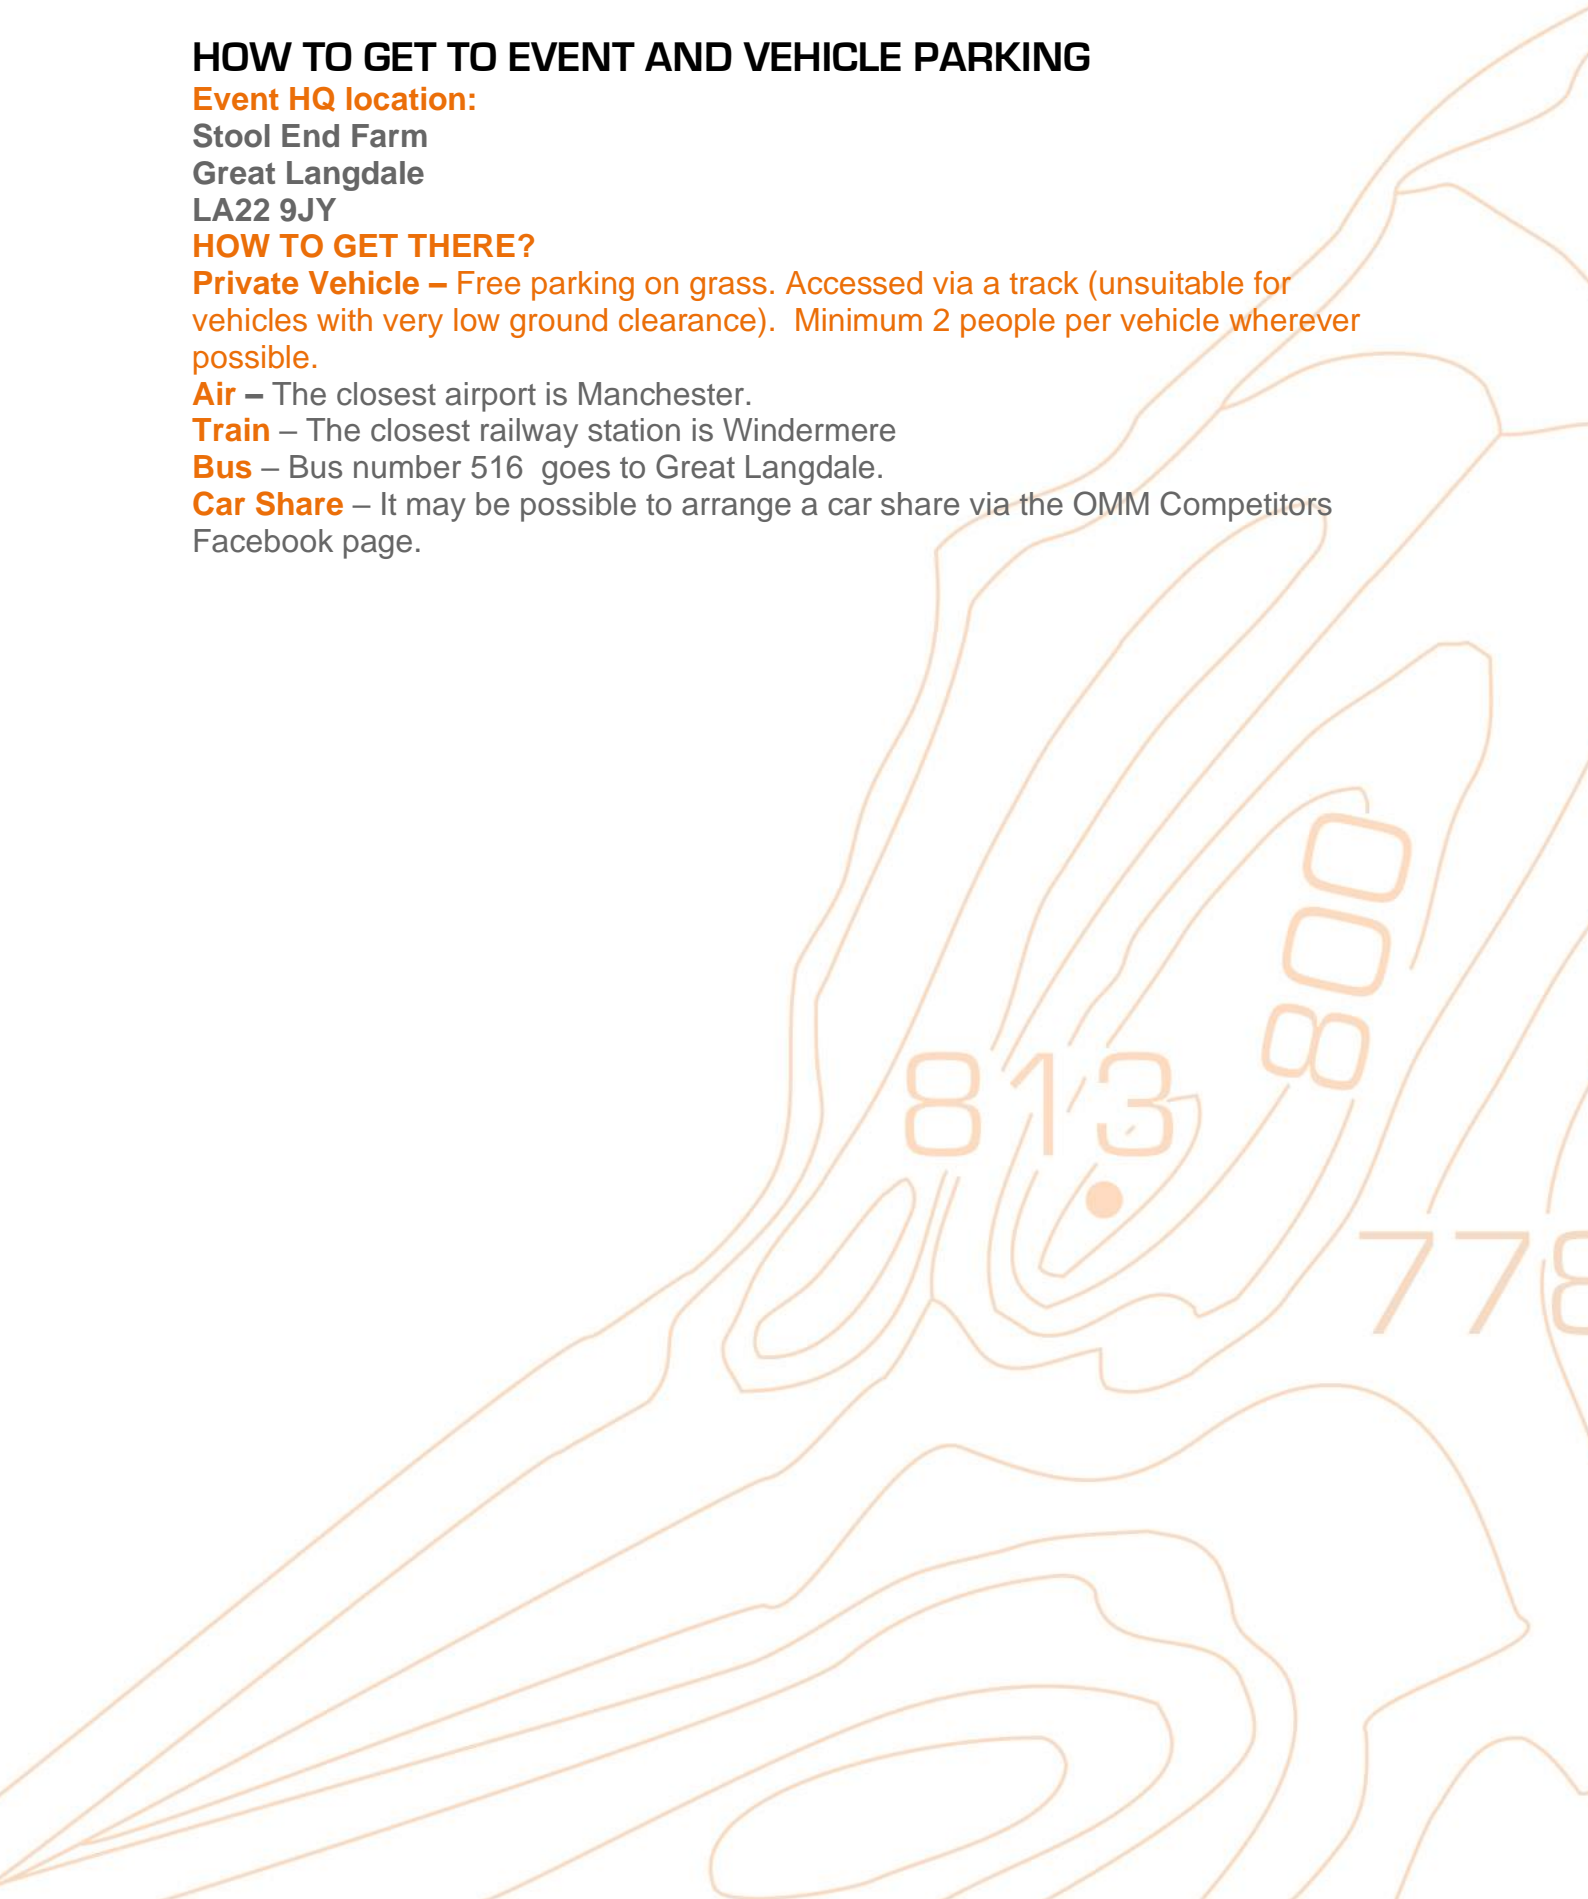 HOW TO GET TO EVENT AND VEHICLE PARKING
Event HQ location:
Stool End Farm
Great Langdale
LA22 9JY
HOW TO GET THERE?
Private Vehicle – Free parking on grass. Accessed via a track (unsuitable for
vehicles with very low ground clearance).  Minimum 2 people per vehicle wherever
possible.
Air – The closest airport is Manchester.
Train – The closest railway station is Windermere
Bus – Bus number 516  goes to Great Langdale.
Car Share – It may be possible to arrange a car share via the OMM Competitors
Facebook page.
800
813
778